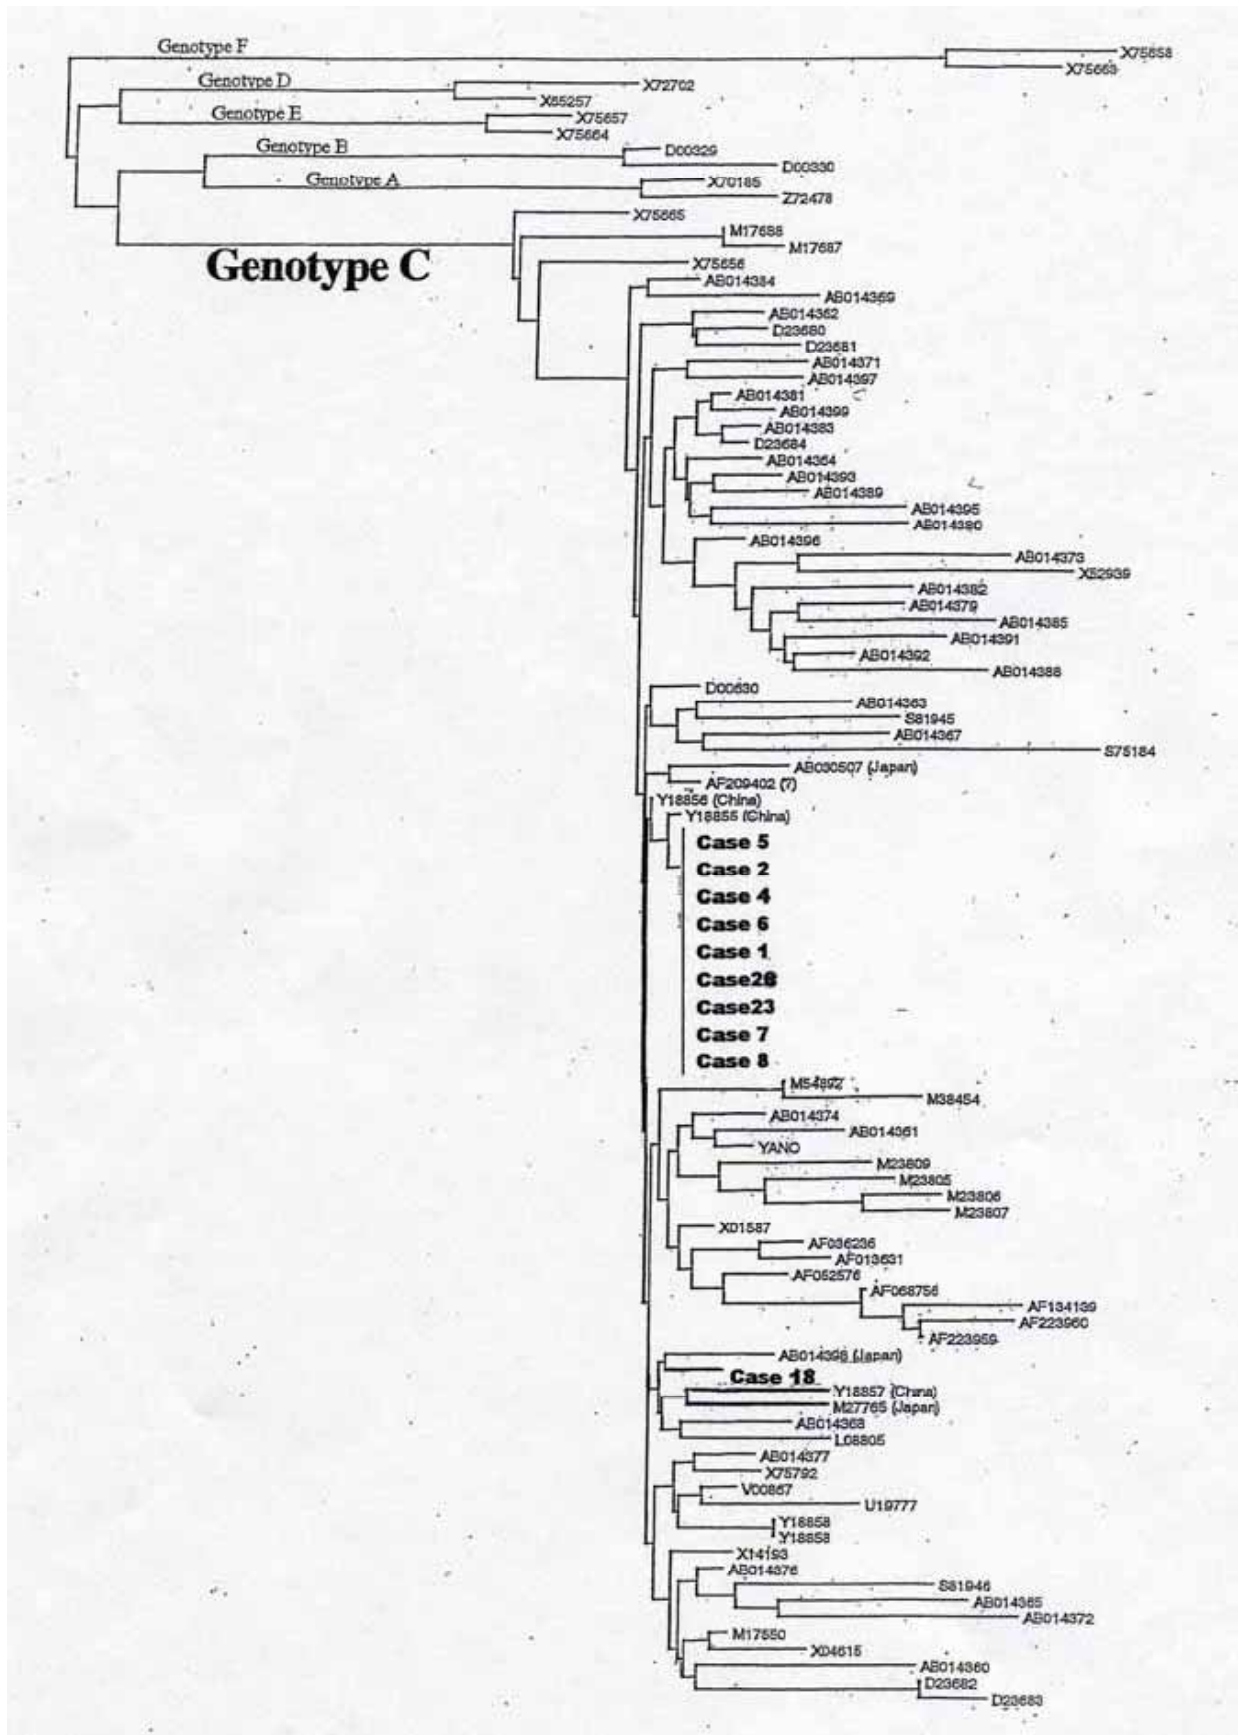 Genotype F
X75658
X75663
Genotype D
X72702
X65257
Genotype E
X75657
X75664
Genotype B
D00329
D00330
Genotype A
X70185
Z72478
X75665
M17688
M17687
Genotype C
X75656
AB014384
AB014369
AB014362
D23680
D23681
AB014371
AB014397
AB014381
AB014399
AB014383
D23684
AB014364
AB014393
AB014389
AB014395
AB014380
AB014396
AB014373
X52939
AB014382
AB014379
AB014385
AB014391
AB014392
AB014388
D00630
AB014363
S81945
AB014367
S75184
AB030507 (Japan)
AF209402 (7)
Y18856 (China)
Y18855 (China)
Case 5
Case 2
Case 4
Case 6
Case 1
Case23
Case 7
Case 8
M54892
M38454
AB014374
AB014361
YANO
M23809
M23805
M23806
M23807
X01587
AF036236
AF013631
AF052576
AF068756
AF134139
AF223960
AF223959
AB014398 (Japan)
Case 18
Y18857 (China)
M27765 (Japan)
AB014368
L08805
AB014377
X75792
V00867
U19777
Y18858
Y18858
X14193
AB014376
S81946
AB014365
AB014372
M17550
X04615
AB014360
D23682
D23683